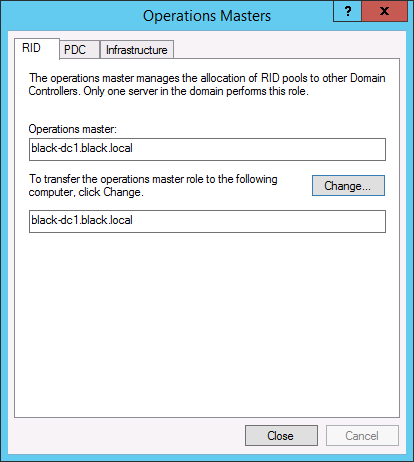 Operations Masters
?
x
RID
PDC
Infrastructure
The operations master manages the allocation of RID pools to other Domain
Controllers. Only one server in the domain performs this role.
Operations master:
black-dc1.black.local
To transfer the operations master role to the following
computer, click Change.
Change...
black-dc1.black.local
Close
Cancel